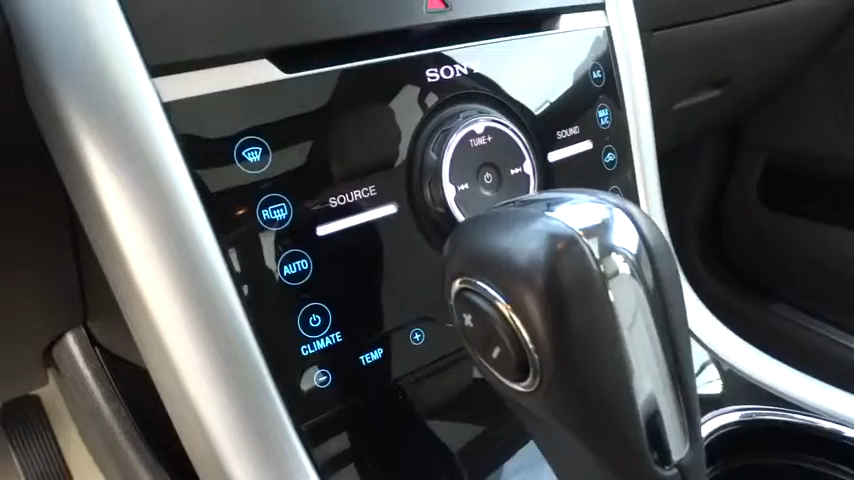 SONY
TUNE+
SOUND
SOURCE
A/C
MAX
A/C
R
AUTO
CLIMATE
TEMP
+
−